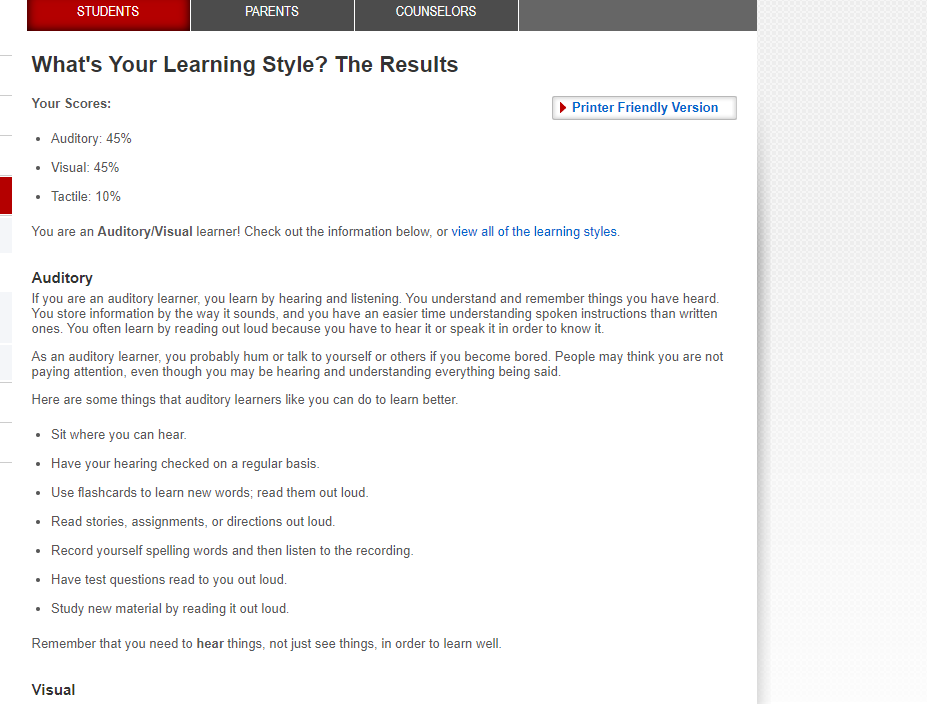 STUDENTS PARENTS COUNSELORS
What's Your Learning Style? The Results
Your Scores:
Printer Friendly Version
• Auditory: 45%
• Visual: 45%
• Tactile: 10%
You are an Auditory/Visual learner! Check out the information below, or view all of the learning styles.
Auditory
If you are an auditory learner, you learn by hearing and listening. You understand and remember things you have heard.
You store information by the way it sounds, and you have an easier time understanding spoken instructions than written
ones. You often learn by reading out loud because you have to hear it or speak it in order to know it.
As an auditory learner, you probably hum or talk to yourself or others if you become bored. People may think you are not
paying attention, even though you may be hearing and understanding everything being said.
Here are some things that auditory learners like you can do to learn better.
• Sit where you can hear.
• Have your hearing checked on a regular basis.
• Use flashcards to learn new words; read them out loud.
• Read stories, assignments, or directions out loud.
• Record yourself spelling words and then listen to the recording.
• Have test questions read to you out loud.
• Study new material by reading it out loud.
Remember that you need to hear things, not just see things, in order to learn well.
Visual